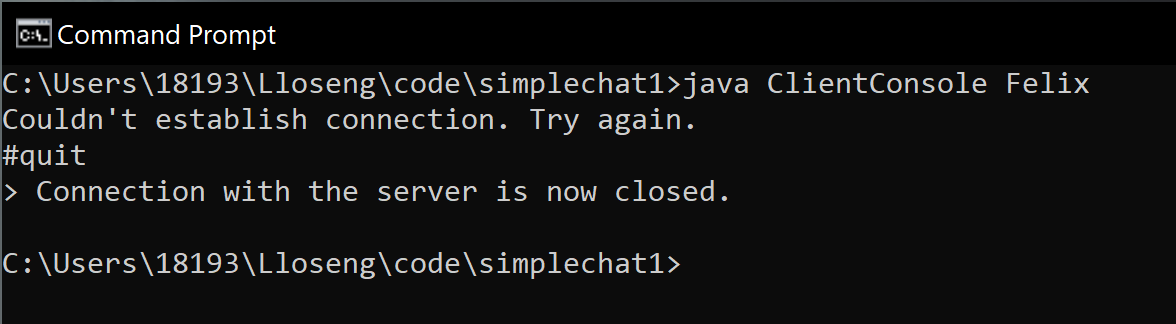 Command Prompt
C:\Users\18193\Lloseng\code\simplechat1>java ClientConsole Felix
Couldn't establish connection. Try again.
#quit
> Connection with the server is now closed.
C:\Users\18193\Lloseng\code\simplechat1>